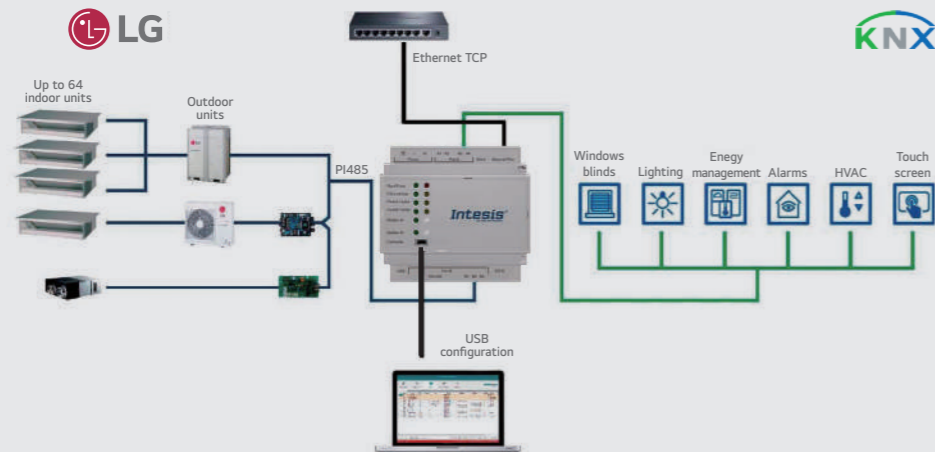 LG
Ethernet TCP
KNX
Up to 64
indoor units
Outdoor
units
PI485
Windows
blinds
Lighting
Enegy
management
Alarms
HVAC
Touch
screen
Intesis
USB
configuration